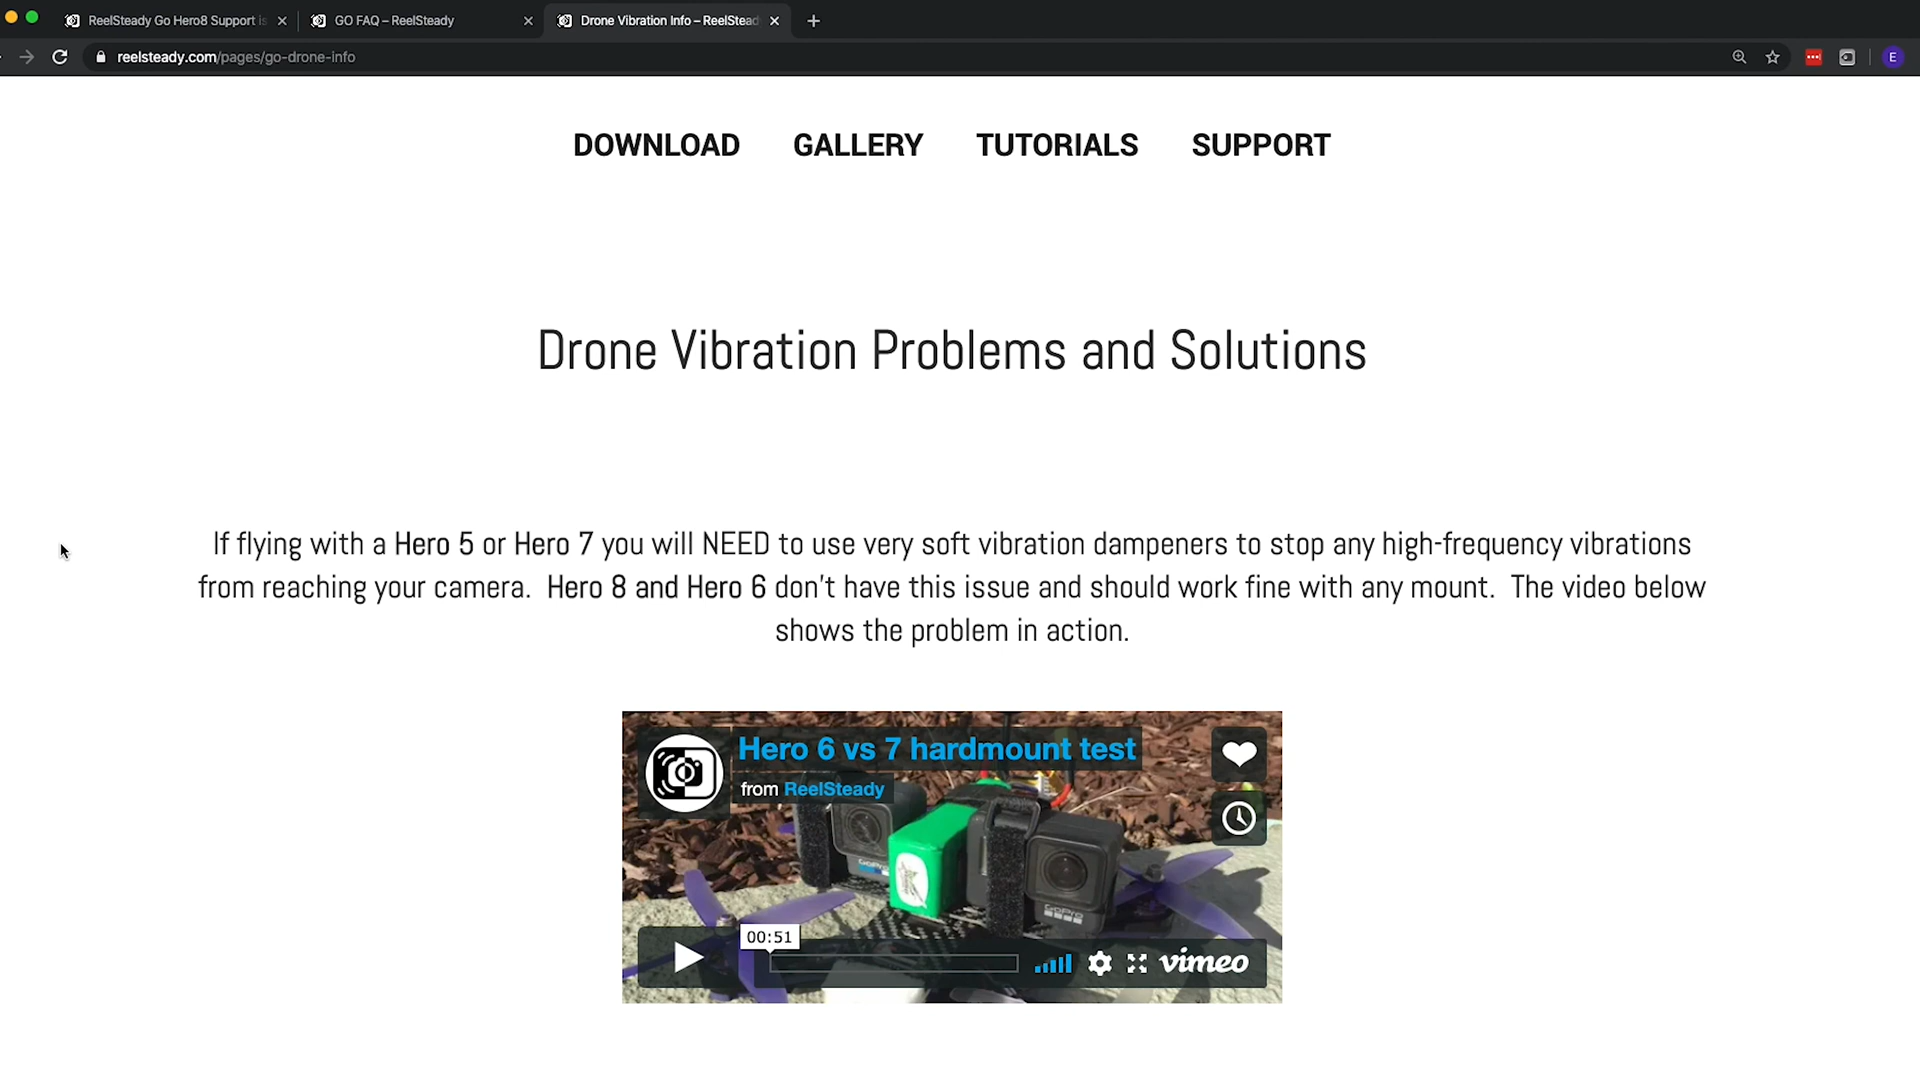 ReelSteady Go Hero8 Support is
GO FAQ – ReelSteady
Drone Vibration Info – ReelStead
reelsteady.com/pages/go-drone-info
E
DOWNLOAD GALLERY TUTORIALS SUPPORT
Drone Vibration Problems and Solutions
If flying with a Hero 5 or Hero 7 you will NEED to use very soft vibration dampeners to stop any high-frequency vibrations
from reaching your camera. Hero 8 and Hero 6 don't have this issue and should work fine with any mount. The video below
shows the problem in action.
Hero 6 vs 7 hardmount test
from ReelSteady
GoPro
GoPro
00:51
vimeo